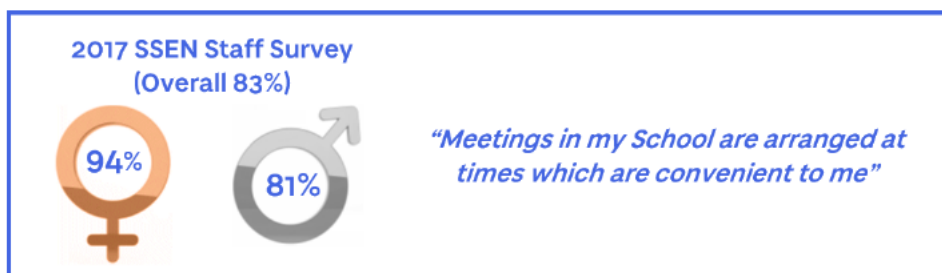 2017 SSEN Staff Survey
(Overall 83%)
94%
81%
“Meetings in my School are arranged at
times which are convenient to me”